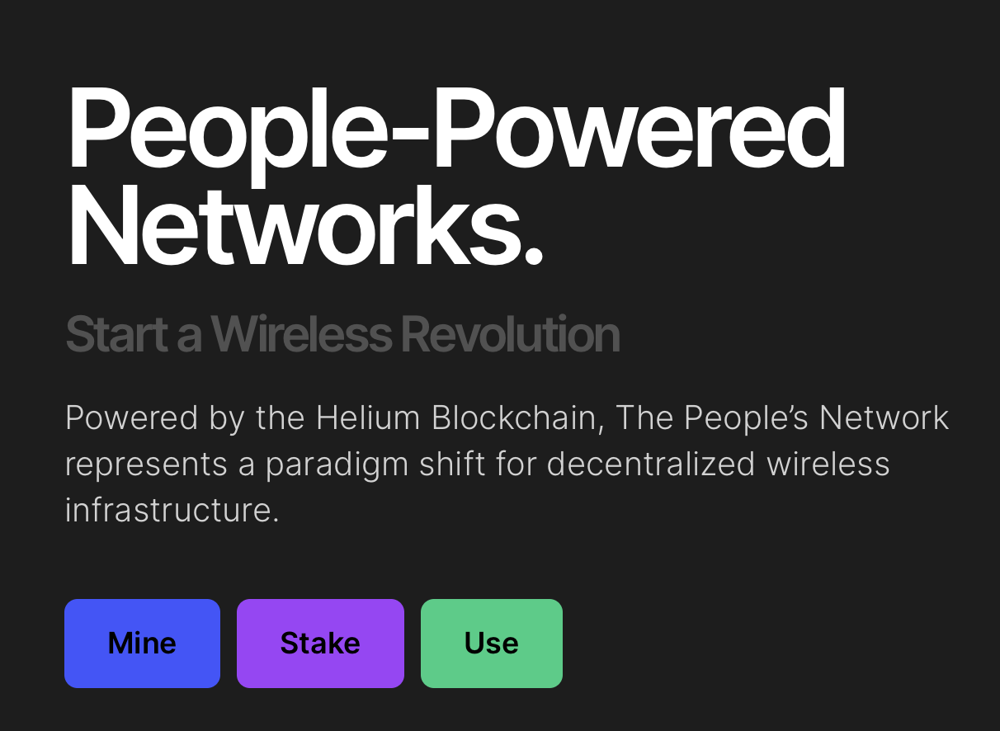 People-Powered
Networks.
Start a Wireless Revolution
Powered by the Helium Blockchain, The People’s Network
represents a paradigm shift for decentralized wireless
infrastructure.
Mine Stake Use